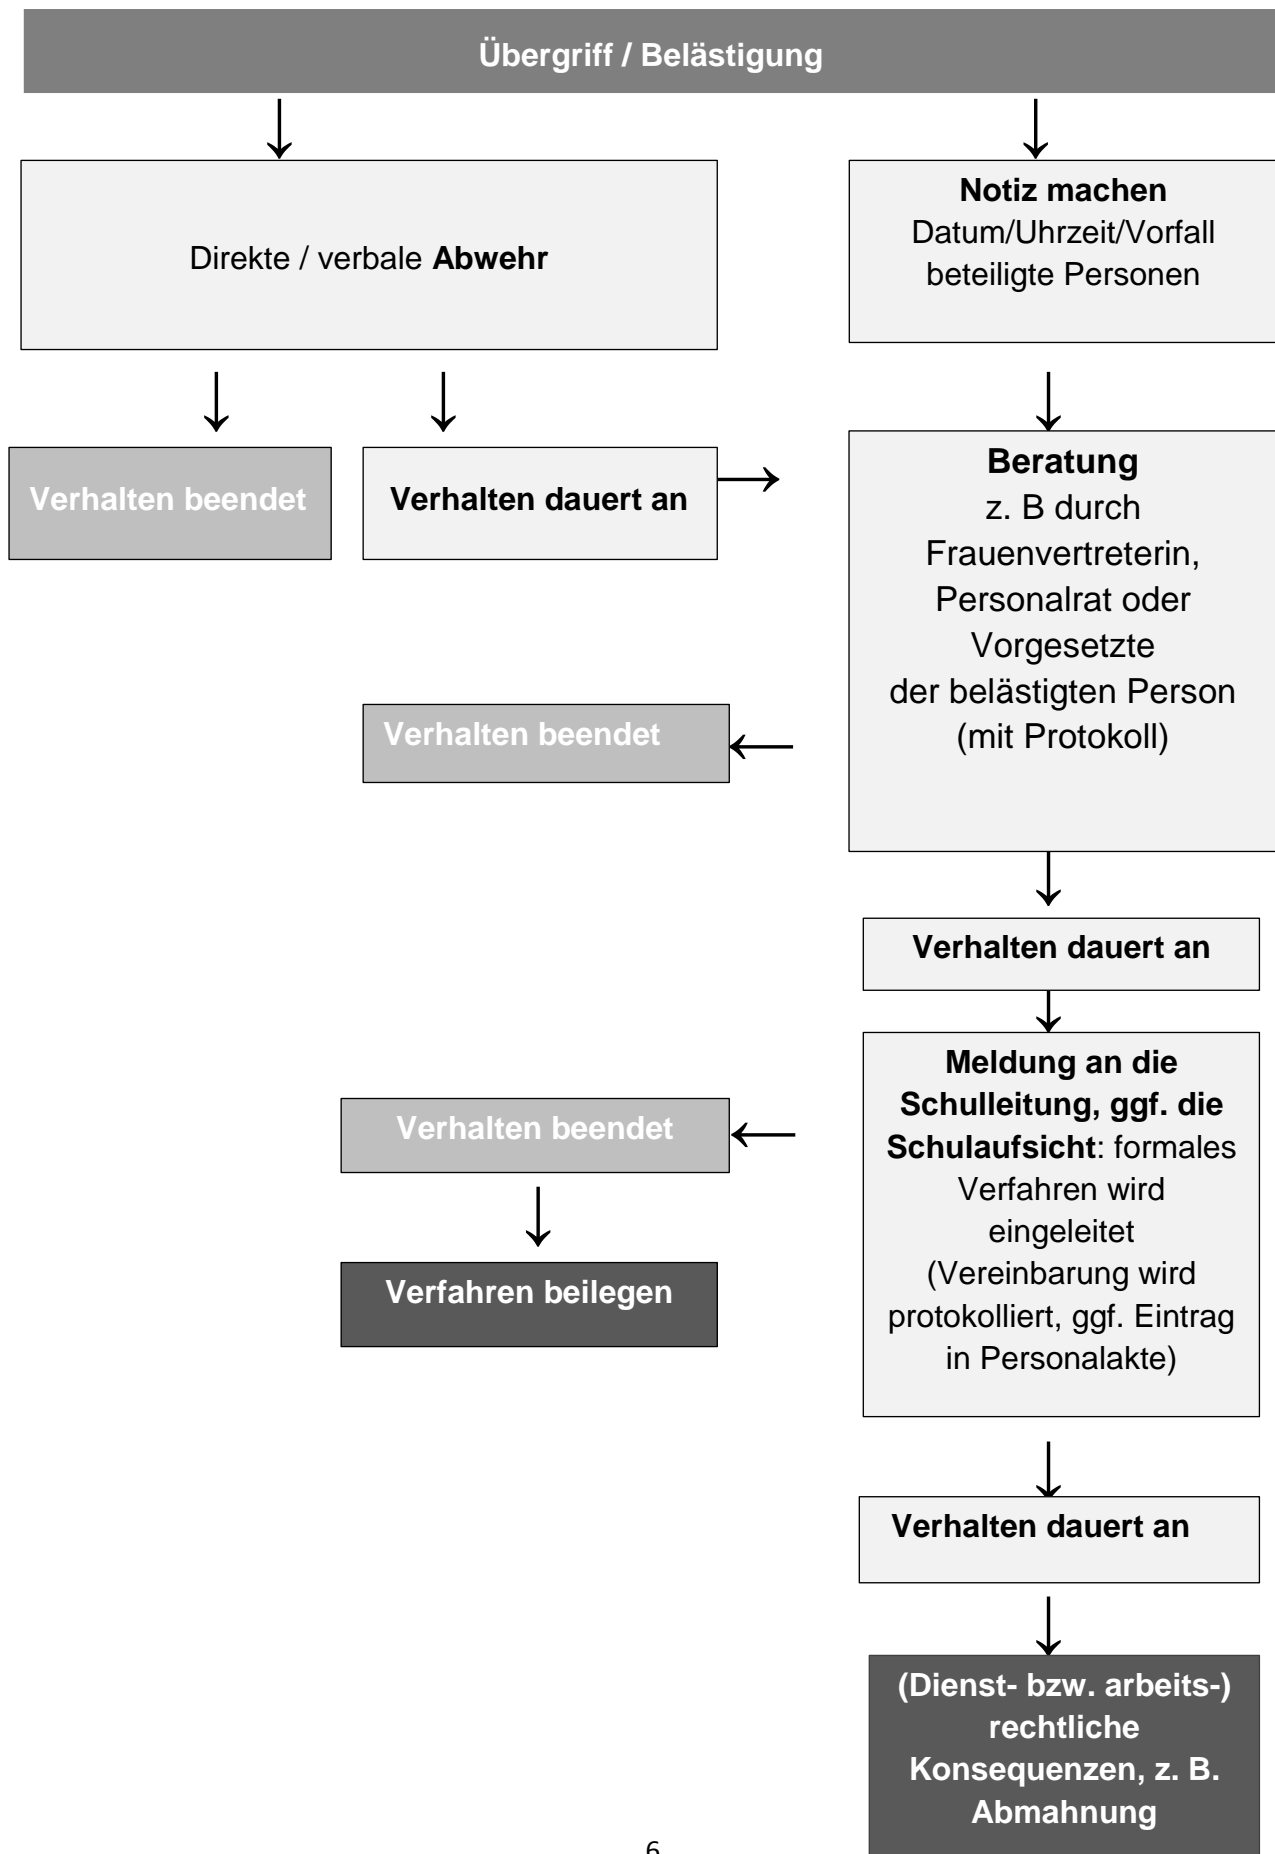 Übergriff / Belästigung
Direkte / verbale Abwehr
Notiz machen
Datum/Uhrzeit/Vorfall
beteiligte Personen
Verhalten beendet
Verhalten dauert an
Beratung
z. B durch
Frauenvertreterin,
Personalrat oder
Vorgesetzte
der belästigten Person
(mit Protokoll)
Verhalten beendet
Verhalten dauert an
Meldung an die
Schulleitung, ggf. die
Schulaufsicht: formales
Verfahren wird
eingeleitet
(Vereinbarung wird
protokolliert, ggf. Eintrag
in Personalakte)
Verhalten beendet
Verfahren beilegen
Verhalten dauert an
(Dienst- bzw. arbeits-)
rechtliche
Konsequenzen, z. B.
Abmahnung
6